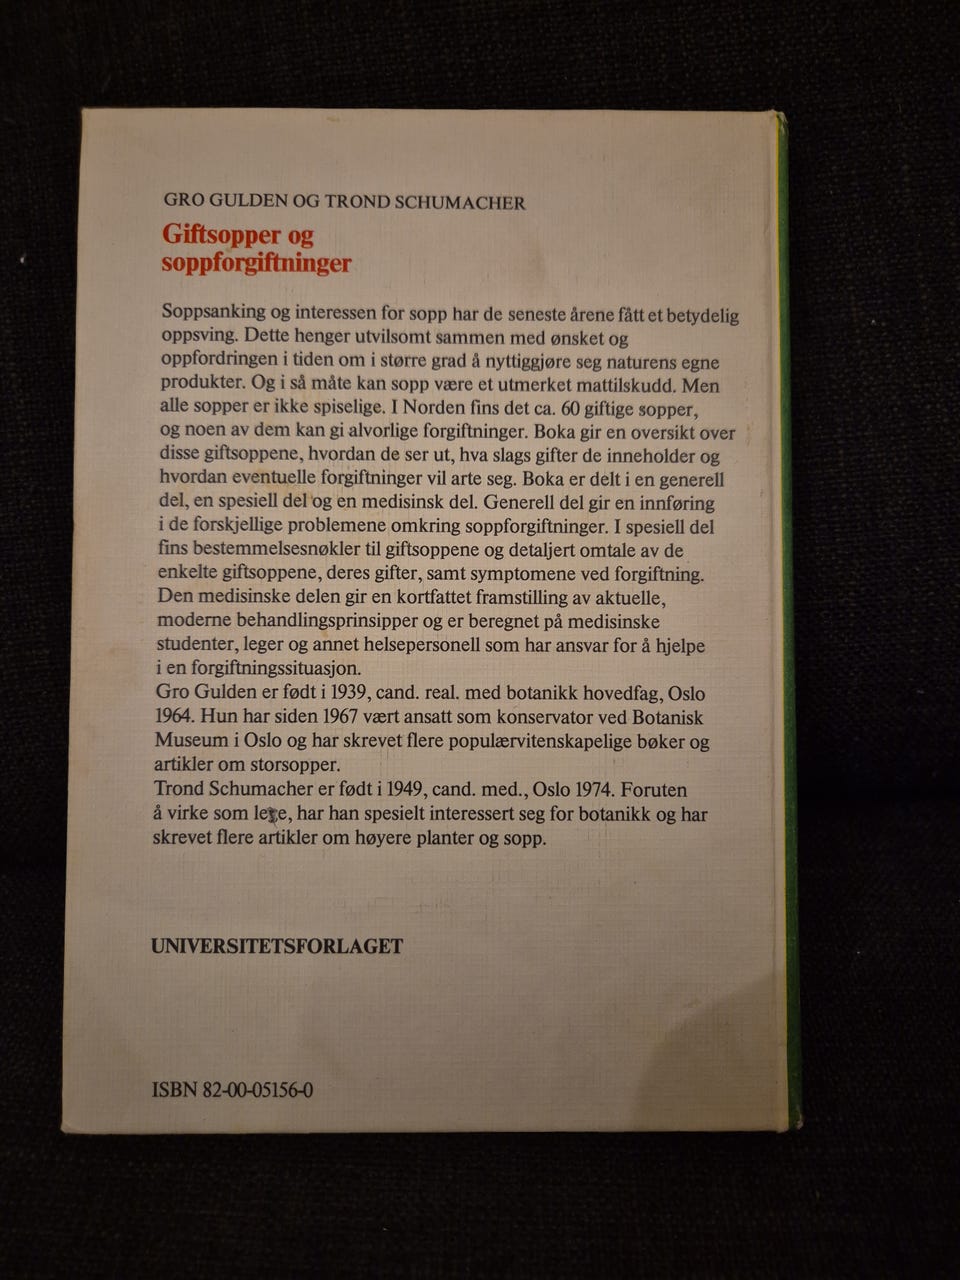 GRO GULDEN OG TROND SCHUMACHER
Giftsopper og
soppforgiftninger
Soppsanking og interessen for sopp har de seneste årene fått et betydelig
oppsving. Dette henger utvilsomt sammen med ønsket og
oppfordringen i tiden om i større grad å nyttiggjøre seg naturens egne
produkter. Og i så måte kan sopp være et utmerket mattilskudd. Men
alle sopper er ikke spiselige. I Norden fins det ca. 60 giftige sopper,
og noen av dem kan gi alvorlige forgiftninger. Boka gir en oversikt over
disse giftsoppene, hvordan de ser ut, hva slags gifter de inneholder og
hvordan eventuelle forgiftninger vil arte seg. Boka er delt i en generell
del, en spesiell del og en medisinsk del. Generell del gir en innføring
i de forskjellige problemene omkring soppforgiftninger. I spesiell del
fins bestemmelsesnøkler til giftsoppene og detaljert omtale av de
enkelte giftsoppene, deres gifter, samt symptomene ved forgiftning.
Den medisinske delen gir en kortfattet framstilling av aktuelle,
moderne behandlingsprinsipper og er beregnet på medisinske
studenter, leger og annet helsepersonell som har ansvar for å hjelpe
i en forgiftningssituasjon.
Gro Gulden er født i 1939, cand. real. med botanikk hovedfag, Oslo
1964. Hun har siden 1967 vært ansatt som konservator ved Botanisk
Museum i Oslo og har skrevet flere populærvitenskapelige bøker og
artikler om storsopper.
Trond Schumacher er født i 1949, cand. med., Oslo 1974. Foruten
å virke som lege, har han spesielt interessert seg for botanikk og har
skrevet flere artikler om høyere planter og sopp.
UNIVERSITETSFORLAGET
ISBN 82-00-05156-0